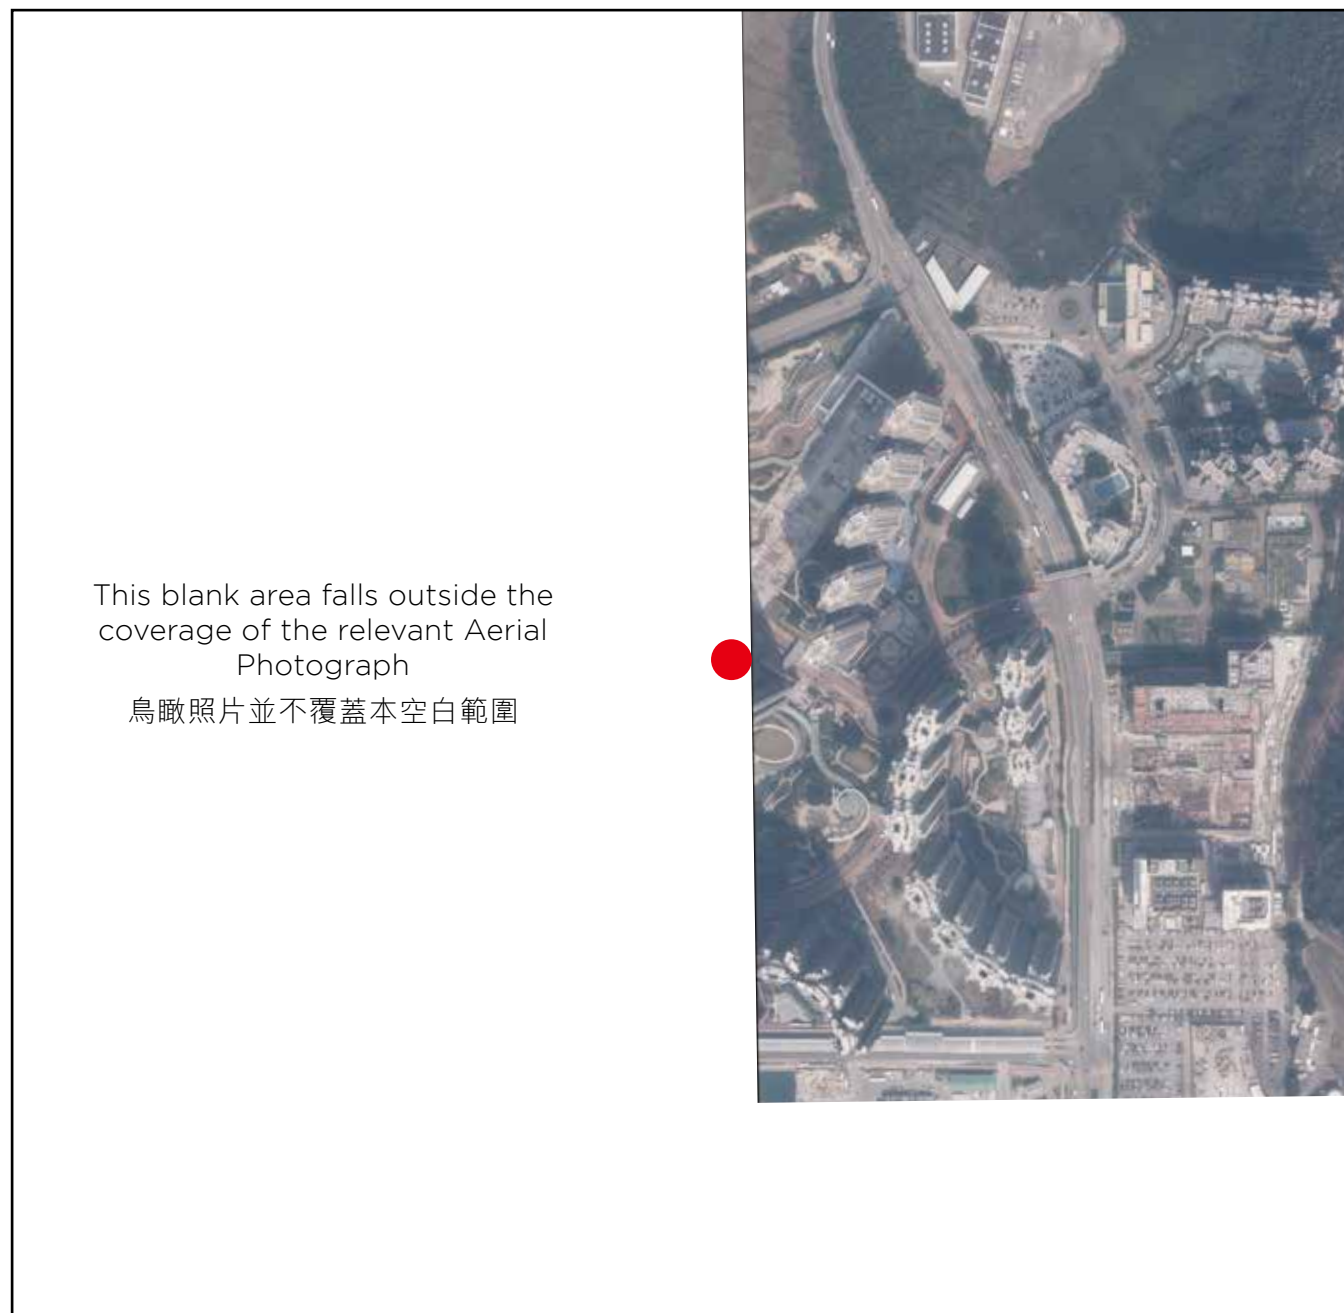 This blank area falls outside the
coverage of the relevant Aerial
Photograph
鳥瞰照片並不覆蓋本空白範圍